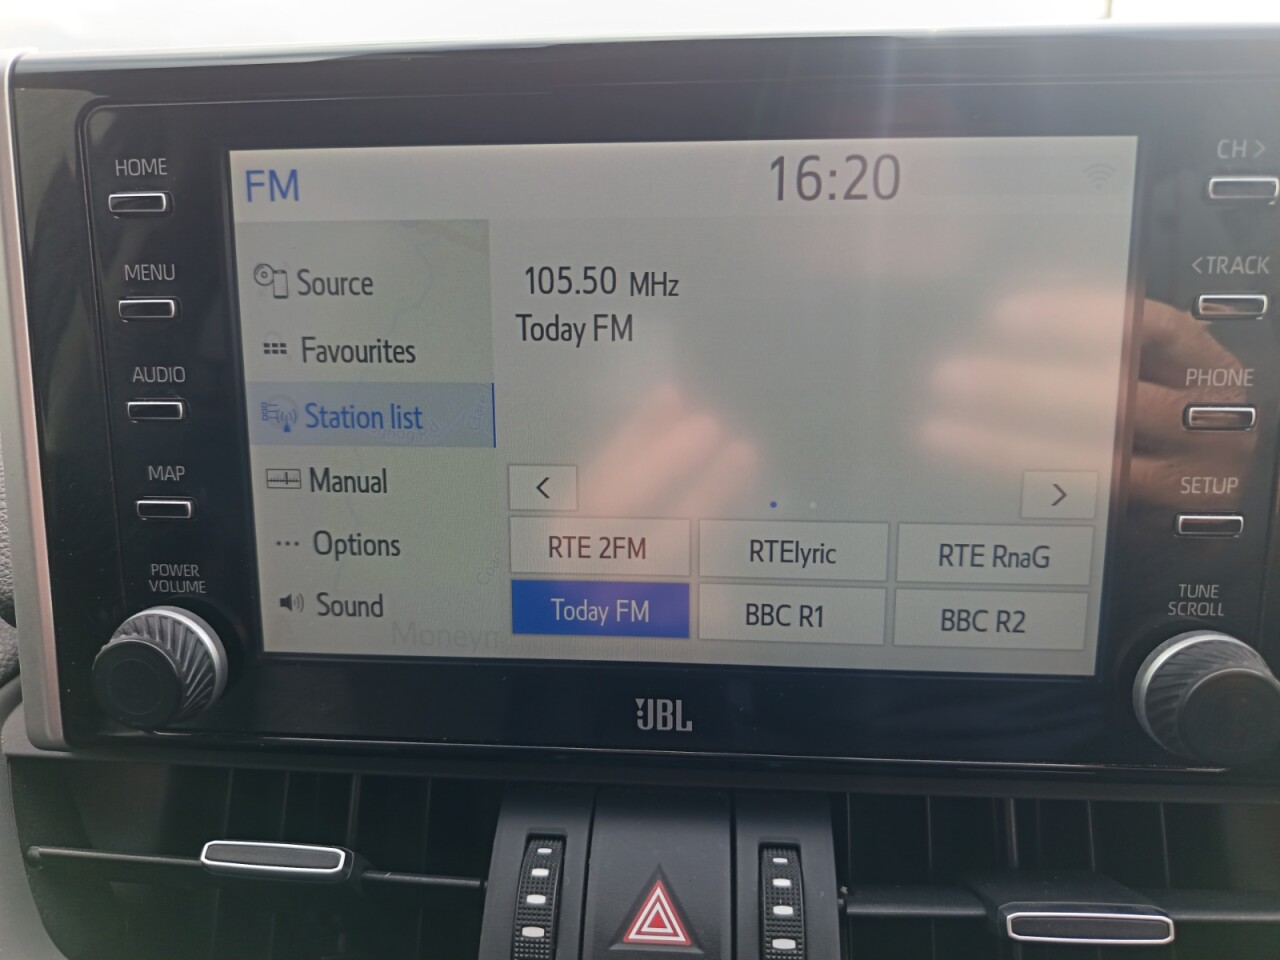 HOME
MENU
AUDIO
MAP
POWER
VOLUME
FM
16:20
Source
Favourites
Station list
Manual
Options
Sound
105.50 MHz
Today FM
<
>
RTE 2FM
RTElyric
RTE RnaG
Today FM
BBC R1
BBC R2
CH >
<TRACK
PHONE
SETUP
TUNE
SCROLL
JBL